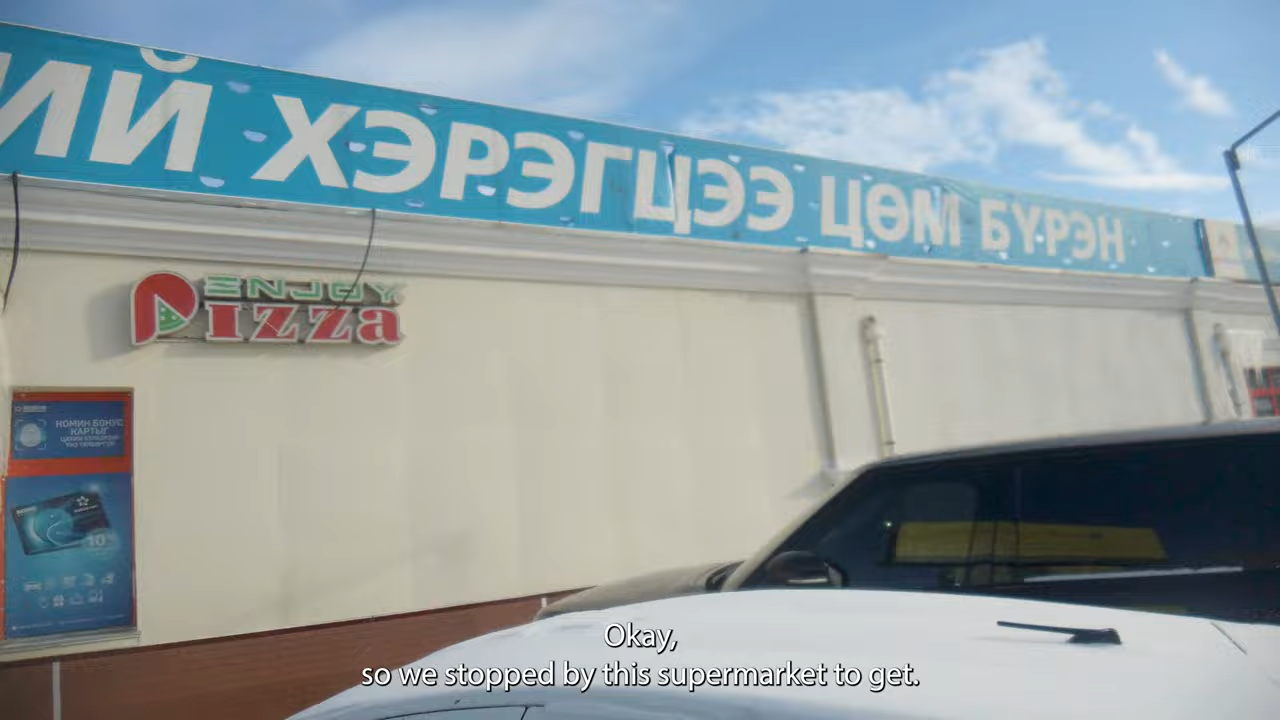 ИЙ ХЭРЭГЦЭЭ ЦӨМ БҮРЭН
ENJOY
Pizza
НОМИН БОНУС
КАРТЫГ
Okay,
so we stopped by this supermarket to get.